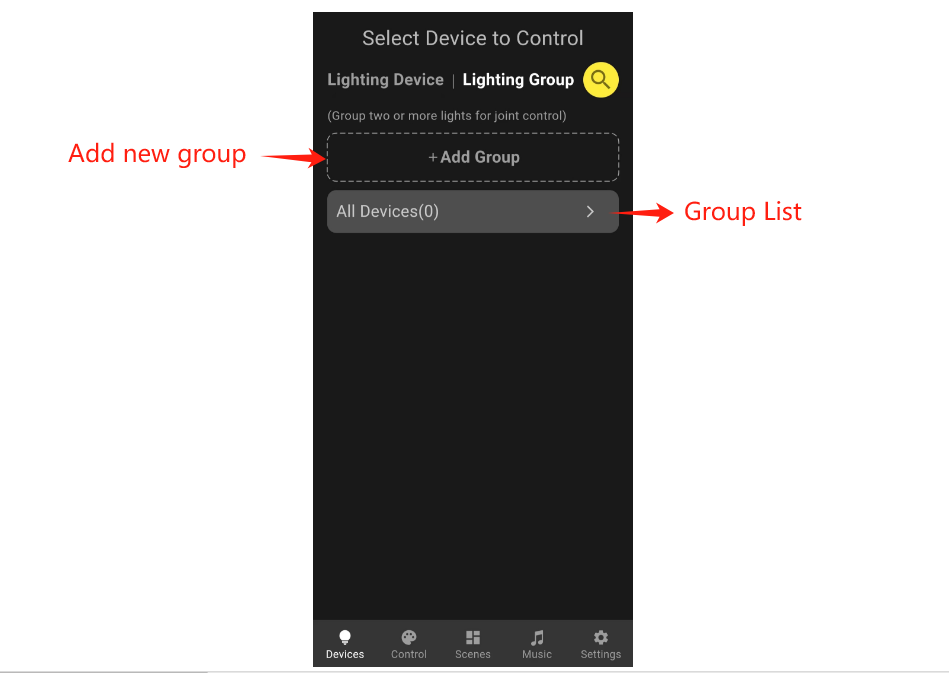 Select Device to Control
Lighting Device | Lighting Group
(Group two or more lights for joint control)
Add new group
+Add Group
All Devices(0)
Group List
Devices Control Scenes Music Settings